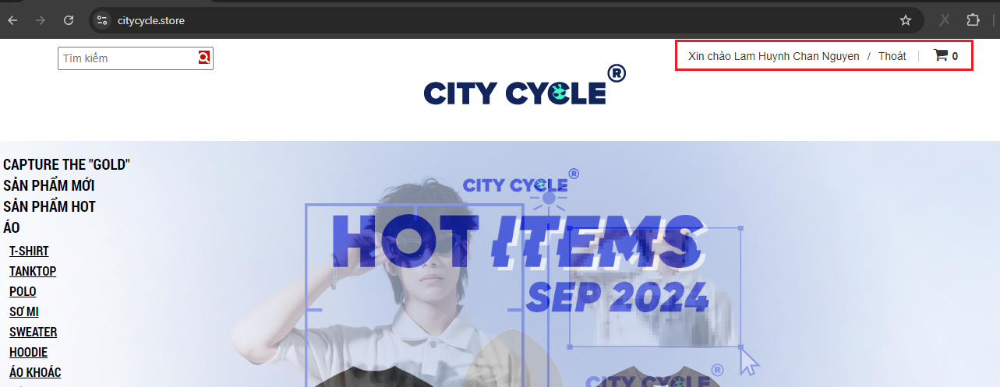 citycycle.store
Tìm kiếm
Xin chào Lam Huynh Chan Nguyen / Thoát
0
CITY CYCLE ®
CAPTURE THE "GOLD"
SẢN PHẨM MỚI
SẢN PHẨM HOT
ÁO
T-SHIRT
TANKTOP
POLO
SƠ MI
SWEATER
HOODIE
ÁO KHOÁC
CITY CYCLE ®
HOT ITEMS
SEP 2024
CITY CYCLE ®